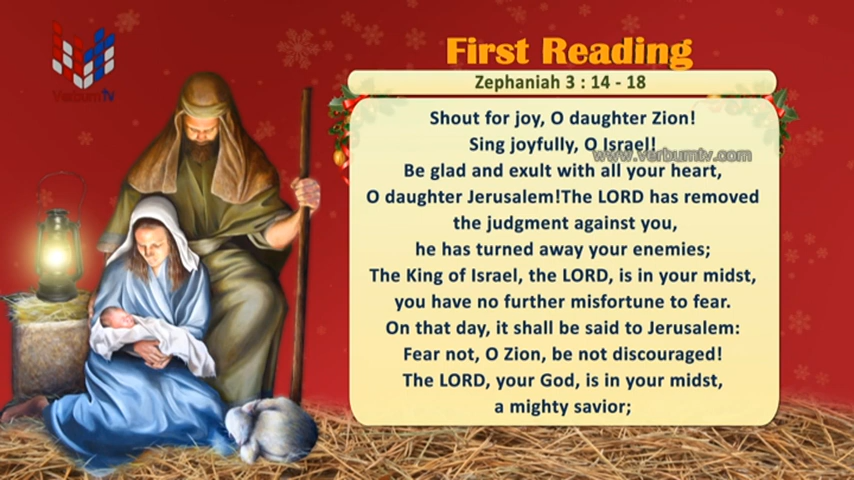 VerbumTV
First Reading
Zephaniah 3 : 14 - 18
Shout for joy, O daughter Zion!
Sing joyfully, O Israel!
www.verbumtv.com
Be glad and exult with all your heart,
O daughter Jerusalem!The LORD has removed
the judgment against you,
he has turned away your enemies;
The King of Israel, the LORD, is in your midst,
you have no further misfortune to fear.
On that day, it shall be said to Jerusalem:
Fear not, O Zion, be not discouraged!
The LORD, your God, is in your midst,
a mighty savior;